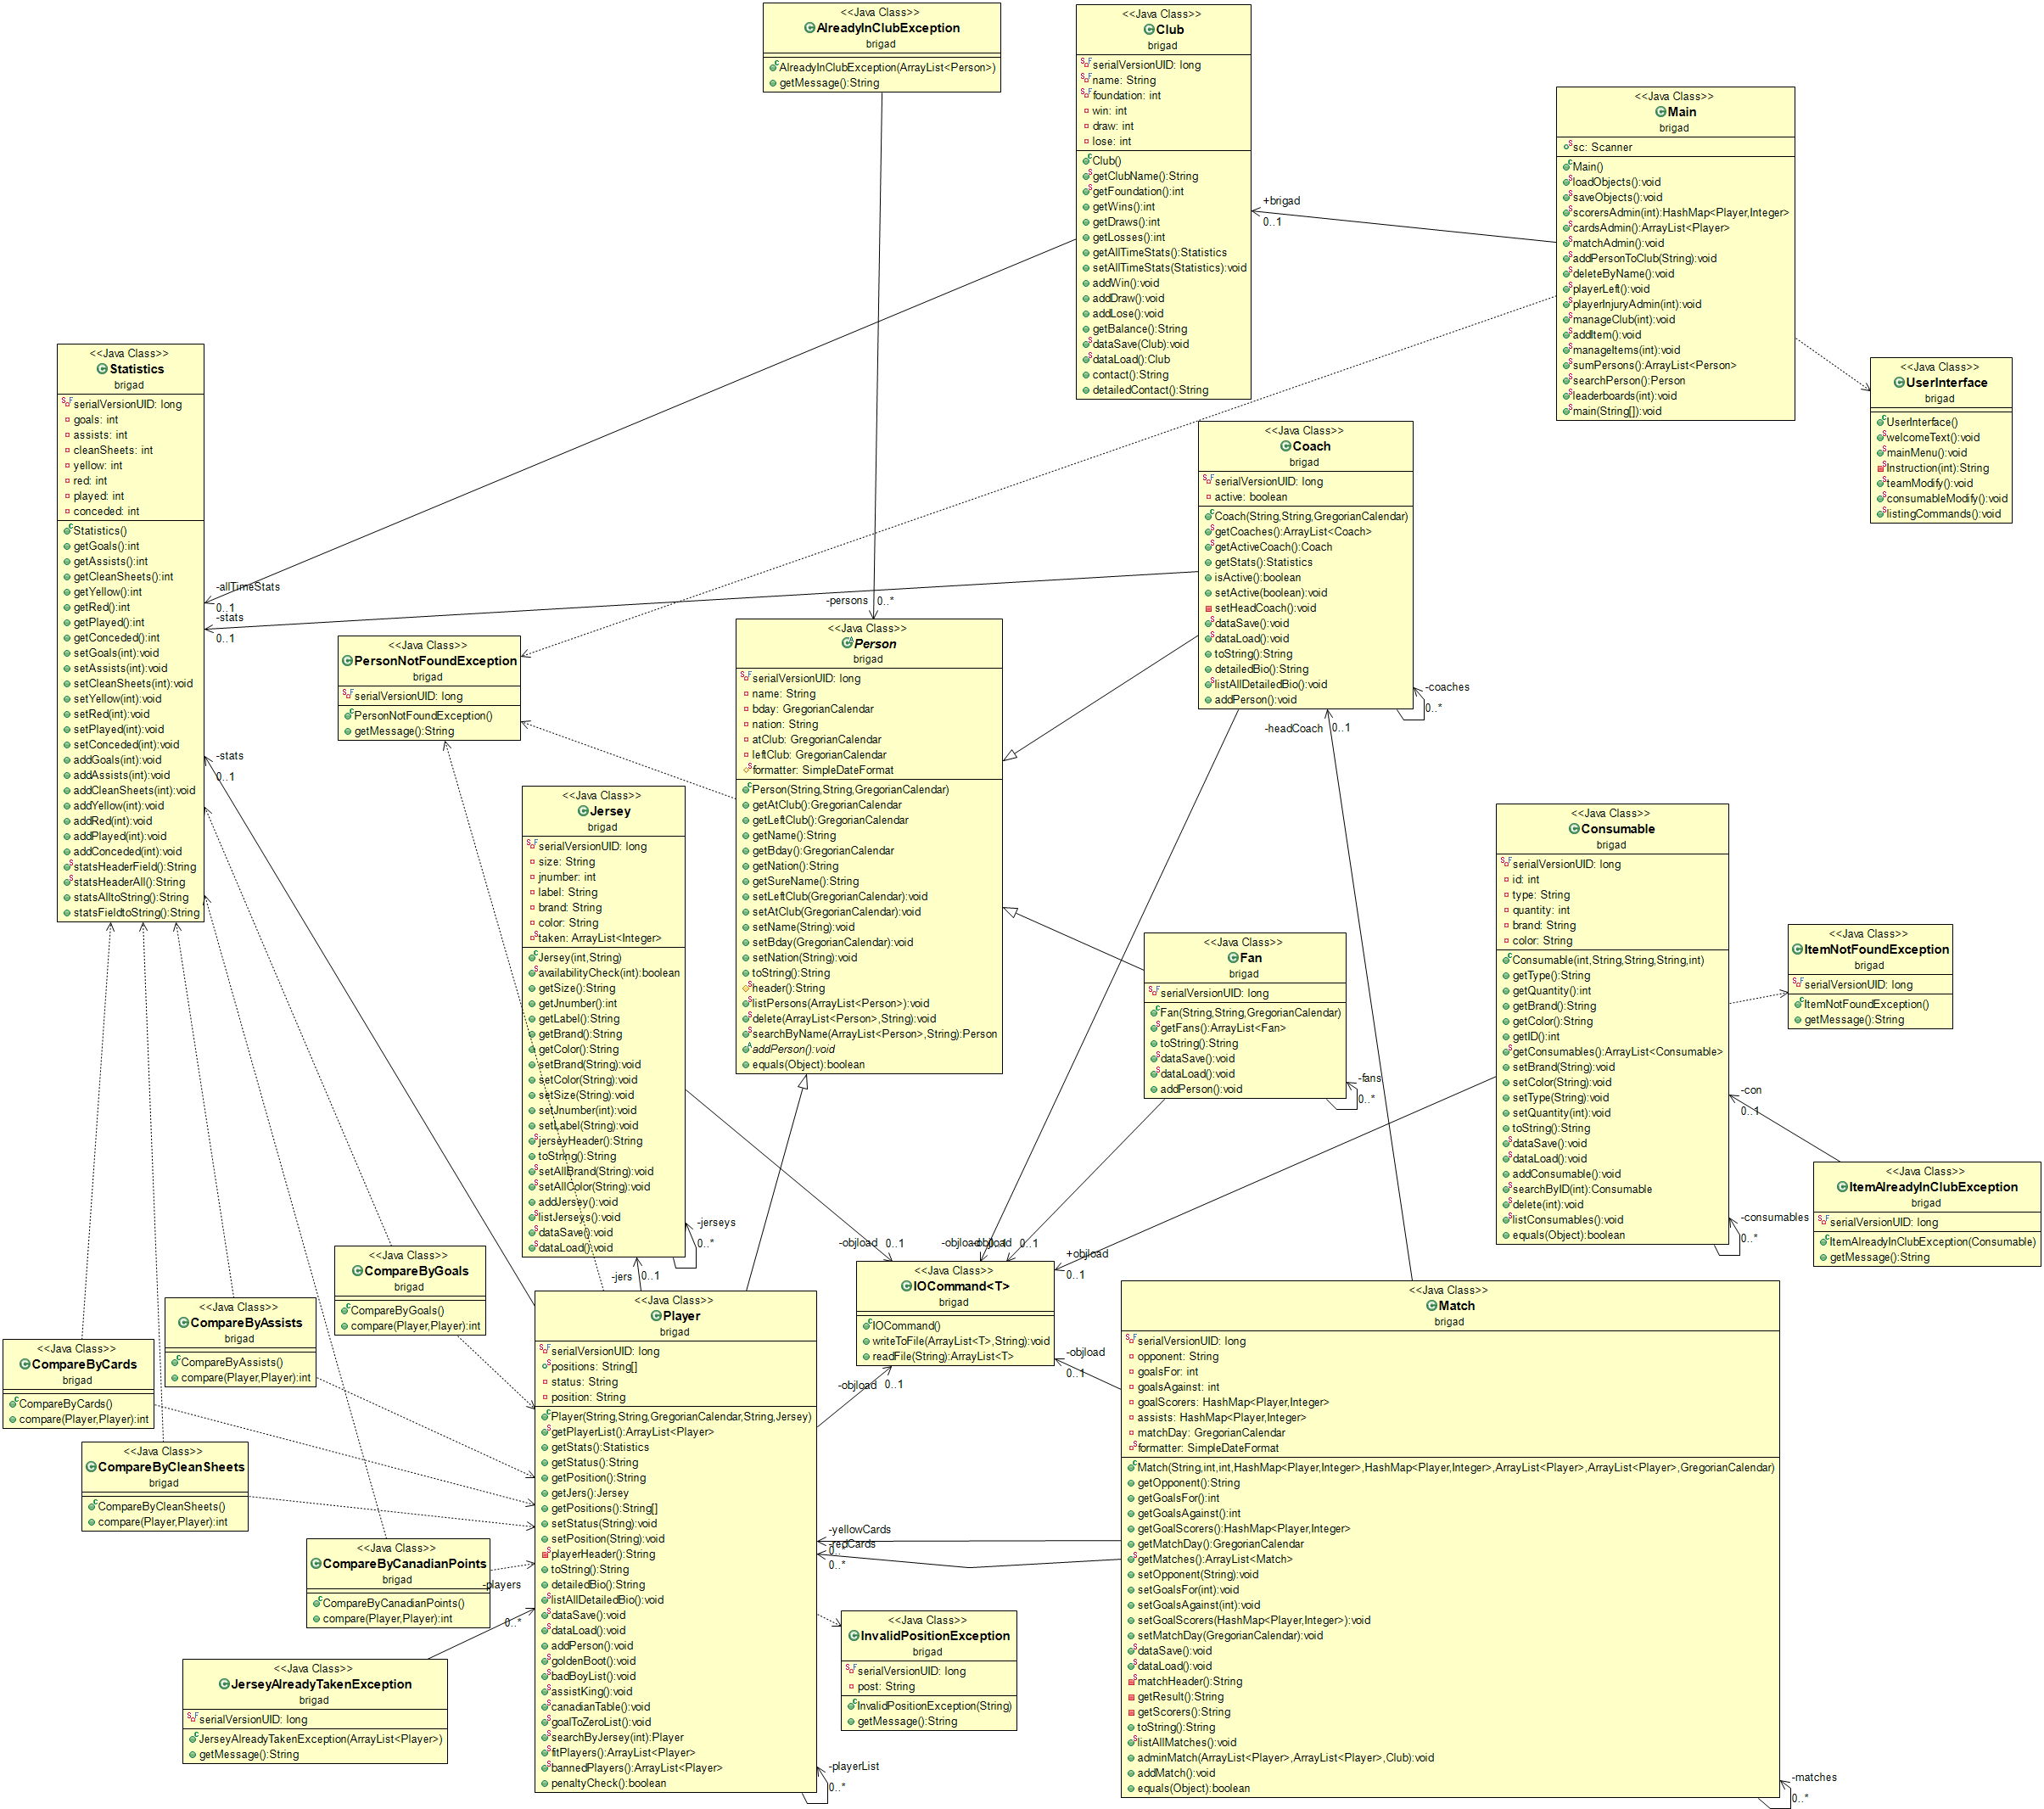 <<Java Class>>
AlreadyInClubException
brigad
AlreadyInClubException(ArrayList<Person>)
getMessage():String
<<Java Class>>
Club
brigad
serialVersionUID: long
name: String
foundation: int
win: int
draw: int
lose: int
Club()
getClubName():String
getFoundation():int
getWins():int
getDraws():int
getLosses():int
getAllTimeStats():Statistics
setAllTimeStats(Statistics):void
addWin():void
addDraw():void
addLose():void
getBalance():String
dataSave(Club):void
dataLoad():Club
contact():String
detailedContact():String
+brigad
0..1
<<Java Class>>
Main
brigad
sc: Scanner
Main()
loadObjects():void
saveObjects():void
scorersAdmin(int):HashMap<Player,Integer>
cardsAdmin():ArrayList<Player>
matchAdmin():void
addPersonToClub(String):void
deleteByName():void
playerLeft():void
playerInjuryAdmin(int):void
manageClub(int):void
addItem():void
manageItems(int):void
sumPersons():ArrayList<Person>
searchPerson():Person
leaderboards(int):void
main(String[]):void
<<Java Class>>
UserInterface
brigad
UserInterface()
welcomeText():void
mainMenu():void
Instruction(int):String
teamModify():void
consumableModify():void
listingCommands():void
<<Java Class>>
Statistics
brigad
serialVersionUID: long
goals: int
assists: int
cleanSheets: int
yellow: int
red: int
played: int
conceded: int
Statistics()
getGoals():int
getAssists():int
getCleanSheets():int
getYellow():int
getRed():int
getPlayed():int
getConceded():int
setGoals(int):void
setAssists(int):void
setCleanSheets(int):void
setYellow(int):void
setRed(int):void
setPlayed(int):void
setConceded(int):void
addGoals(int):void
addAssists(int):void
addCleanSheets(int):void
addYellow(int):void
addRed(int):void
addPlayed(int):void
addConceded(int):void
statsHeaderField():String
statsHeaderAll():String
statsAlltoString():String
statsFieldtoString():String
-allTimeStats
0..1
-stats
0..1
-stats
0..1
<<Java Class>>
PersonNotFoundException
brigad
serialVersionUID: long
PersonNotFoundException()
getMessage():String
-persons
0..*
<<Java Class>>
Person
brigad
serialVersionUID: long
name: String
bday: GregorianCalendar
nation: String
atClub: GregorianCalendar
leftClub: GregorianCalendar
formatter: SimpleDateFormat
Person(String,String,GregorianCalendar)
getAtClub():GregorianCalendar
getLeftClub():GregorianCalendar
getName():String
getBday():GregorianCalendar
getNation():String
getSureName():String
setLeftClub(GregorianCalendar):void
setAtClub(GregorianCalendar):void
setName(String):void
setBday(GregorianCalendar):void
setNation(String):void
toString():String
header():String
listPersons(ArrayList<Person>):void
delete(ArrayList<Person>,String):void
searchByName(ArrayList<Person>,String):Person
addPerson():void
equals(Object):boolean
<<Java Class>>
Coach
brigad
serialVersionUID: long
active: boolean
Coach(String,String,GregorianCalendar)
getCoaches():ArrayList<Coach>
getActiveCoach():Coach
getStats():Statistics
isActive():boolean
setActive(boolean):void
setHeadCoach():void
dataSave():void
dataLoad():void
toString():String
detailedBio():String
listAllDetailedBio():void
addPerson():void
-coaches
0..*
-headCoach
0..1
<<Java Class>>
Jersey
brigad
serialVersionUID: long
size: String
jnumber: int
label: String
brand: String
color: String
taken: ArrayList<Integer>
Jersey(int,String)
availabilityCheck(int):boolean
getSize():String
getJnumber():int
getLabel():String
getBrand():String
getColor():String
setBrand(String):void
setColor(String):void
setSize(String):void
setJnumber(int):void
setLabel(String):void
jerseyHeader():String
toString():String
setAllBrand(String):void
setAllColor(String):void
addJersey():void
listJerseys():void
dataSave():void
dataLoad():void
-jerseys
0..*
-jers
0..1
<<Java Class>>
Fan
brigad
serialVersionUID: long
Fan(String,String,GregorianCalendar)
getFans():ArrayList<Fan>
toString():String
dataSave():void
dataLoad():void
addPerson():void
-fans
0..*
<<Java Class>>
Consumable
brigad
serialVersionUID: long
id: int
type: String
quantity: int
brand: String
color: String
Consumable(int,String,String,String,int)
getType():String
getQuantity():int
getBrand():String
getColor():String
getID():int
getConsumables():ArrayList<Consumable>
setBrand(String):void
setColor(String):void
setType(String):void
setQuantity(int):void
toString():String
dataSave():void
dataLoad():void
addConsumable():void
searchByID(int):Consumable
delete(int):void
listConsumables():void
equals(Object):boolean
-con
0..1
-consumables
0..*
<<Java Class>>
ItemNotFoundException
brigad
serialVersionUID: long
ItemNotFoundException()
getMessage():String
<<Java Class>>
ItemAlreadyInClubException
brigad
serialVersionUID: long
ItemAlreadyInClubException(Consumable)
getMessage():String
-objload 0..1
-objload
0..1
+objload
0..1
<<Java Class>>
IOCommand<T>
brigad
IOCommand()
writeToFile(ArrayList<T>,String):void
readFile(String):ArrayList<T>
-objload
0..1
-objload
0..1
<<Java Class>>
CompareByGoals
brigad
CompareByGoals()
compare(Player,Player):int
<<Java Class>>
CompareByAssists
brigad
CompareByAssists()
compare(Player,Player):int
<<Java Class>>
CompareByCards
brigad
CompareByCards()
compare(Player,Player):int
<<Java Class>>
CompareByCleanSheets
brigad
CompareByCleanSheets()
compare(Player,Player):int
<<Java Class>>
CompareByCanadianPoints
brigad
CompareByCanadianPoints()
compare(Player,Player):int
-players
0..*
<<Java Class>>
JerseyAlreadyTakenException
brigad
serialVersionUID: long
JerseyAlreadyTakenException(ArrayList<Player>)
getMessage():String
<<Java Class>>
Player
brigad
serialVersionUID: long
positions: String[]
status: String
position: String
Player(String,String,GregorianCalendar,String,Jersey)
getPlayerList():ArrayList<Player>
getStats():Statistics
getStatus():String
getPosition():String
getJers():Jersey
getPositions():String[]
setStatus(String):void
setPosition(String):void
playerHeader():String
toString():String
detailedBio():String
listAllDetailedBio():void
dataSave():void
dataLoad():void
addPerson():void
goldenBoot():void
badBoyList():void
assistKing():void
canadianTable():void
goalToZeroList():void
searchByJersey(int):Player
fitPlayers():ArrayList<Player>
bannedPlayers():ArrayList<Player>
penaltyCheck():boolean
-playerList
0..*
-yellowCards
-redCards
0..*
<<Java Class>>
InvalidPositionException
brigad
serialVersionUID: long
post: String
InvalidPositionException(String)
getMessage():String
<<Java Class>>
Match
brigad
serialVersionUID: long
opponent: String
goalsFor: int
goalsAgainst: int
goalScorers: HashMap<Player,Integer>
assists: HashMap<Player,Integer>
matchDay: GregorianCalendar
formatter: SimpleDateFormat
Match(String,int,int,HashMap<Player,Integer>,HashMap<Player,Integer>,ArrayList<Player>,ArrayList<Player>,GregorianCalendar)
getOpponent():String
getGoalsFor():int
getGoalsAgainst():int
getGoalScorers():HashMap<Player,Integer>
getMatchDay():GregorianCalendar
getMatches():ArrayList<Match>
setOpponent(String):void
setGoalsFor(int):void
setGoalsAgainst(int):void
setGoalScorers(HashMap<Player,Integer>):void
setMatchDay(GregorianCalendar):void
dataSave():void
dataLoad():void
matchHeader():String
getResult():String
getScorers():String
toString():String
listAllMatches():void
adminMatch(ArrayList<Player>,ArrayList<Player>,Club):void
addMatch():void
equals(Object):boolean
-matches
0..*